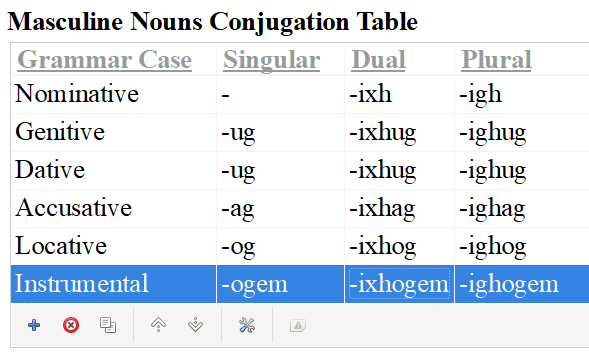 Masculine Nouns Conjugation Table
Grammar Case Singular Dual Plural
Nominative - -ixh -igh
Genitive -ug -ixhug -ighug
Dative -ug -ixhug -ighug
Accusative -ag -ixhag -ighag
Locative -og -ixhog -ighog
Instrumental -ogem -ixhogem -ighogem